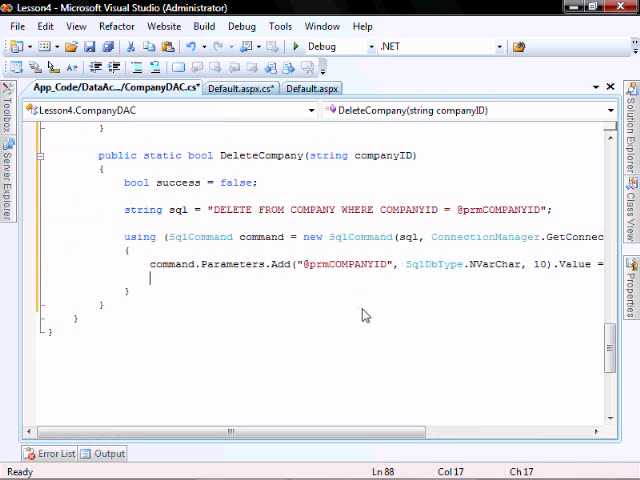 Lesson4 - Microsoft Visual Studio (Administrator)
File Edit View Refactor Website Build Debug Tools Window Help
Debug .NET
App_Code/DataAc.../CompanyDAC.cs* Default.aspx.cs* Default.aspx
Lesson4.CompanyDAC DeleteCompany(string companyID)
Toolbox
Server Explorer
}
public static bool DeleteCompany(string companyID)
{
bool success = false;
string sql = "DELETE FROM COMPANY WHERE COMPANYID = @prmCOMPANYID";
using (SqlCommand command = new SqlCommand(sql, ConnectionManager.GetConnec
{
command.Parameters.Add("@prmCOMPANYID", SqlDbType.NVarChar, 10).Value =
}
}
}
}
Solution Explorer
Class View
Properties
Error List Output
Ready Ln 88 Col 17 Ch 17